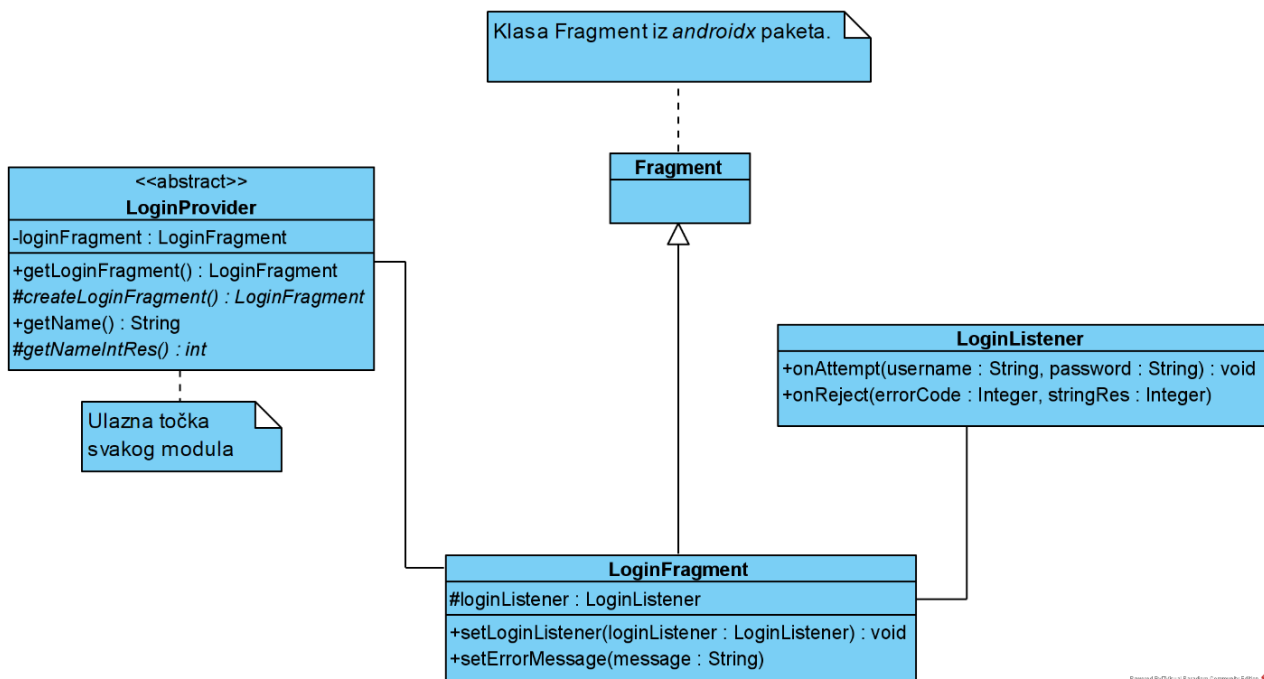 Klasa Fragment iz androidx paketa.
Fragment
<<abstract>>
LoginProvider
-loginFragment : LoginFragment
+getLoginFragment() : LoginFragment
#createLoginFragment() : LoginFragment
+getName() : String
#getNameIntRes() : int
Ulazna točka
svakog modula
LoginListener
+onAttempt(username : String, password : String) : void
+onReject(errorCode : Integer, stringRes : Integer)
LoginFragment
#loginListener : LoginListener
+setLoginListener(loginListener : LoginListener) : void
+setErrorMessage(message : String)